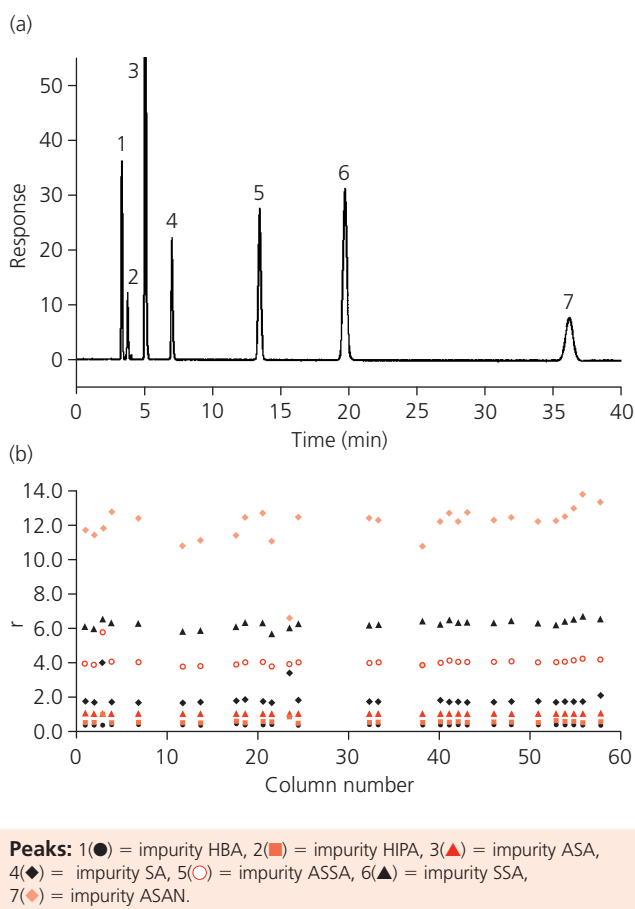 (a)
50
40
30
20
10
0
Response
1
2
3
4
5
6
7
0 5 10 15 20 25 30 35 40
Time (min)
(b)
14.0
12.0
10.0
8.0
6.0
4.0
2.0
0.0
r
0 10 20 30 40 50 60
Column number
Peaks: 1(●) = impurity HBA, 2(■) = impurity HIPA, 3(▲) = impurity ASA,
4(◆) = impurity SA, 5(○) = impurity ASSA, 6(▲) = impurity SSA,
7(◆) = impurity ASAN.